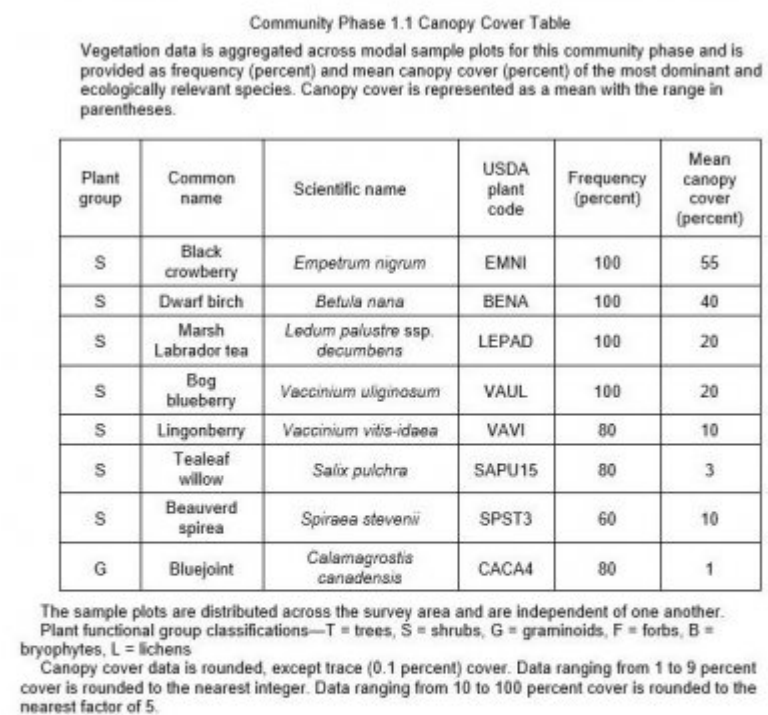 Community Phase 1.1 Canopy Cover Table
Vegetation data is aggregated across modal sample plots for this community phase and is
provided as frequency (percent) and mean canopy cover (percent) of the most dominant and
ecologically relevant species. Canopy cover is represented as a mean with the range in
parentheses.
Plant group Common name Scientific name USDA plant code Frequency (percent) Mean canopy cover (percent)
S Black crowberry Empetrum nigrum EMNI 100 55
S Dwarf birch Betula nana BENA 100 40
S Marsh Labrador tea Ledum palustre ssp. decumbens LEPAD 100 20
S Bog blueberry Vaccinium uliginosum VAUL 100 20
S Lingonberry Vaccinium vitis-idaea VAVI 80 10
S Tealeaf willow Salix pulchra SAPU15 80 3
S Beauverd spirea Spiraea stevenii SPST3 60 10
G Bluejoint Calamagrostis canadensis CACA4 80 1
The sample plots are distributed across the survey area and are independent of one another.
Plant functional group classifications—T = trees, S = shrubs, G = graminoids, F = forbs, B =
bryophytes, L = lichens
Canopy cover data is rounded, except trace (0.1 percent) cover. Data ranging from 1 to 9 percent
cover is rounded to the nearest integer. Data ranging from 10 to 100 percent cover is rounded to the
nearest factor of 5.